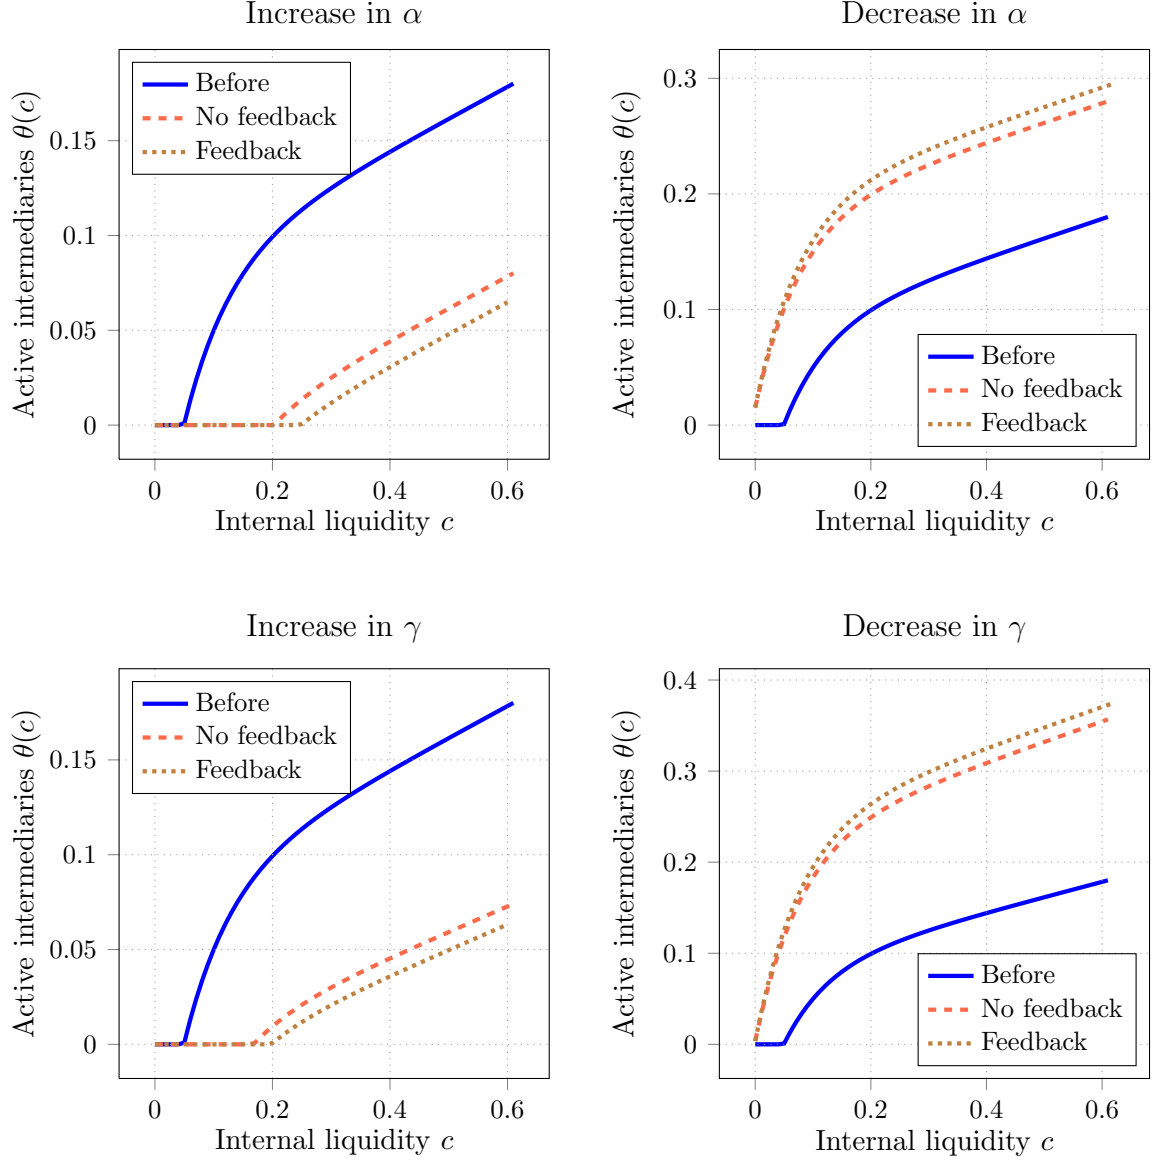 Increase in α
Active intermediaries θ(c)
0.15
0.1
0.05
0
Before
No feedback
Feedback
0 0.2 0.4 0.6
Internal liquidity c
Decrease in α
Active intermediaries θ(c)
0.3
0.2
0.1
0
Before
No feedback
Feedback
0 0.2 0.4 0.6
Internal liquidity c
Increase in γ
Active intermediaries θ(c)
0.15
0.1
0.05
0
Before
No feedback
Feedback
0 0.2 0.4 0.6
Internal liquidity c
Decrease in γ
Active intermediaries θ(c)
0.4
0.3
0.2
0.1
0
Before
No feedback
Feedback
0 0.2 0.4 0.6
Internal liquidity c